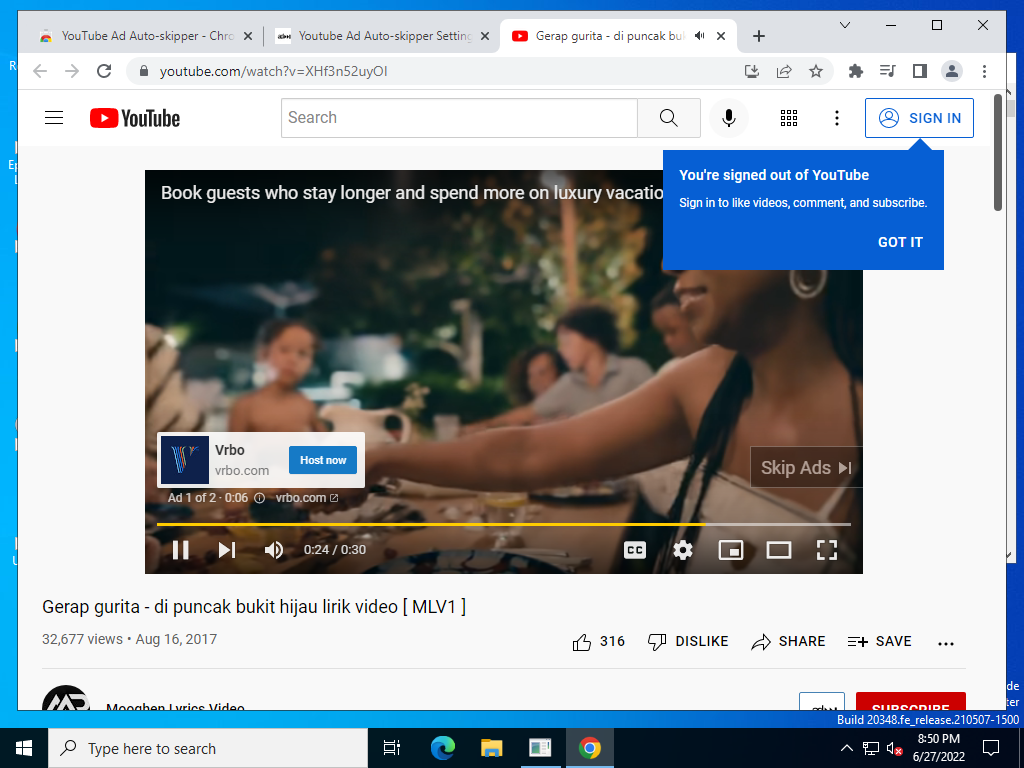 YouTube Ad Auto-skipper - Chro
Youtube Ad Auto-skipper Setting
Gerap gurita - di puncak buk
youtube.com/watch?v=XHf3n52uyOI
YouTube
Search
SIGN IN
You're signed out of YouTube
Sign in to like videos, comment, and subscribe.
GOT IT
Book guests who stay longer and spend more on luxury vacatio
Vrbo
vrbo.com
Host now
Skip Ads
Ad 1 of 2 · 0:06
vrbo.com
0:24 / 0:30
CC
Gerap gurita - di puncak bukit hijau lirik video [ MLV1 ]
32,677 views • Aug 16, 2017
316
DISLIKE
SHARE
SAVE
Mooghen Lyrics Video
SUBSCRIBE
Build 20348.fe_release.210507-1500
Type here to search
8:50 PM
6/27/2022